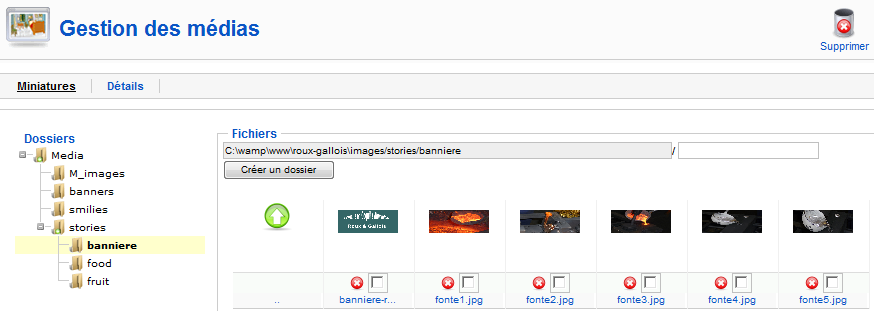 Gestion des médias
Supprimer
Miniatures Détails
Dossiers
Media
M_images
banners
smilies
stories
banniere
food
fruit
Fichiers
C:\wamp\www\roux-gallois\images/stories/banniere /
Créer un dossier
Roux & Gallois
.. banniere-r... fonte1.jpg fonte2.jpg fonte3.jpg fonte4.jpg fonte5.jpg